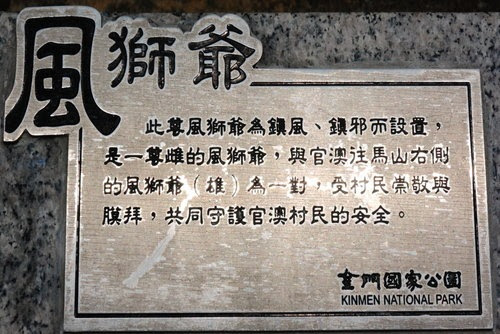 風獅爺
此尊風獅爺為鎮風、鎮邪而設置，
是一尊雌的風獅爺，與官澳往馬山右側
的風獅爺（雄）為一對，受村民崇敬與
膜拜，共同守護官澳村民的安全。
金門國家公園
KINMEN NATIONAL PARK